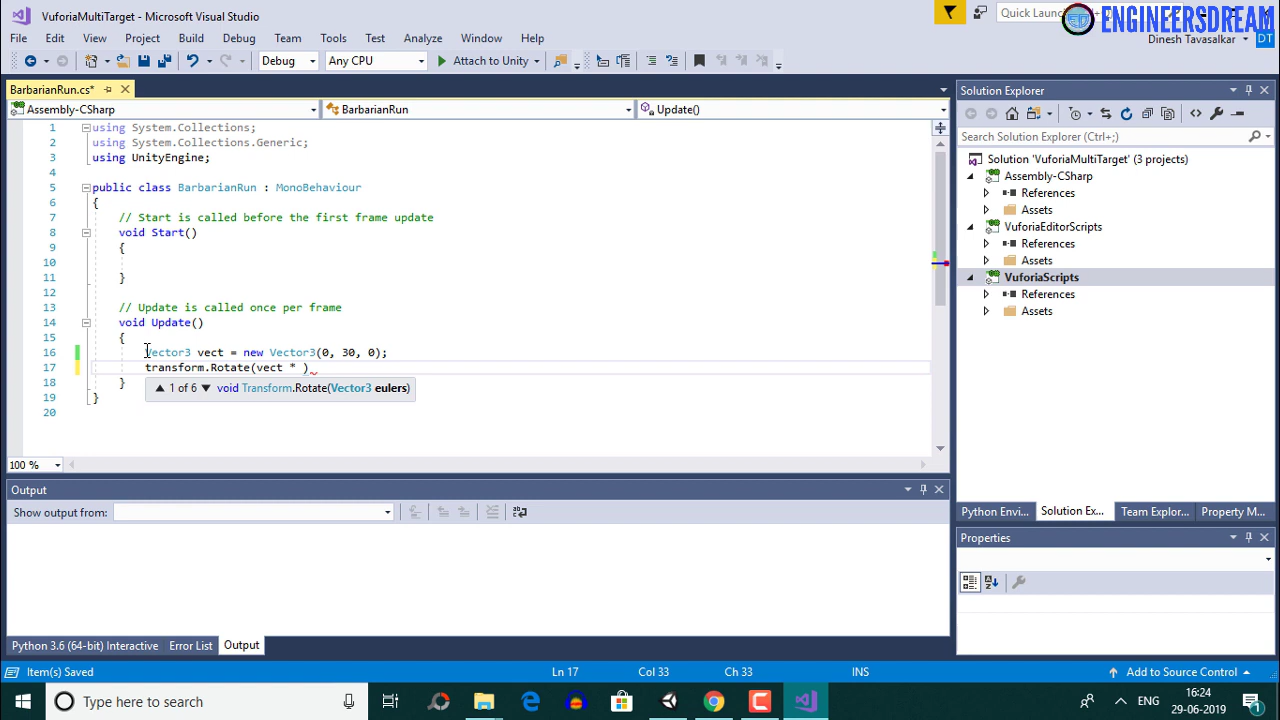 VuforiaMultiTarget - Microsoft Visual Studio
Quick Launch
ENGINEERSDREAM
File Edit View Project Build Debug Team Tools Test Analyze Window Help
Dinesh Tavasalkar DT
Debug Any CPU Attach to Unity
BarbarianRun.cs*
Assembly-CSharp BarbarianRun Update()
1 using System.Collections;
2 using System.Collections.Generic;
3 using UnityEngine;
4
5 public class BarbarianRun : MonoBehaviour
6 {
7 // Start is called before the first frame update
8 void Start()
9 {
10
11 }
12
13 // Update is called once per frame
14 void Update()
15 {
16 Vector3 vect = new Vector3(0, 30, 0);
17 transform.Rotate(vect * )
18 }
1 of 6 void Transform.Rotate(Vector3 eulers)
19 }
20
100 %
Output
Show output from:
Python 3.6 (64-bit) Interactive Error List Output
Solution Explorer
Search Solution Explorer (Ctrl+;)
Solution 'VuforiaMultiTarget' (3 projects)
Assembly-CSharp
References
Assets
VuforiaEditorScripts
References
Assets
VuforiaScripts
References
Assets
Python Envi... Solution Ex... Team Explor... Property M...
Properties
Item(s) Saved Ln 17 Col 33 Ch 33 INS Add to Source Control
Type here to search
ENG 16:24
29-06-2019
1